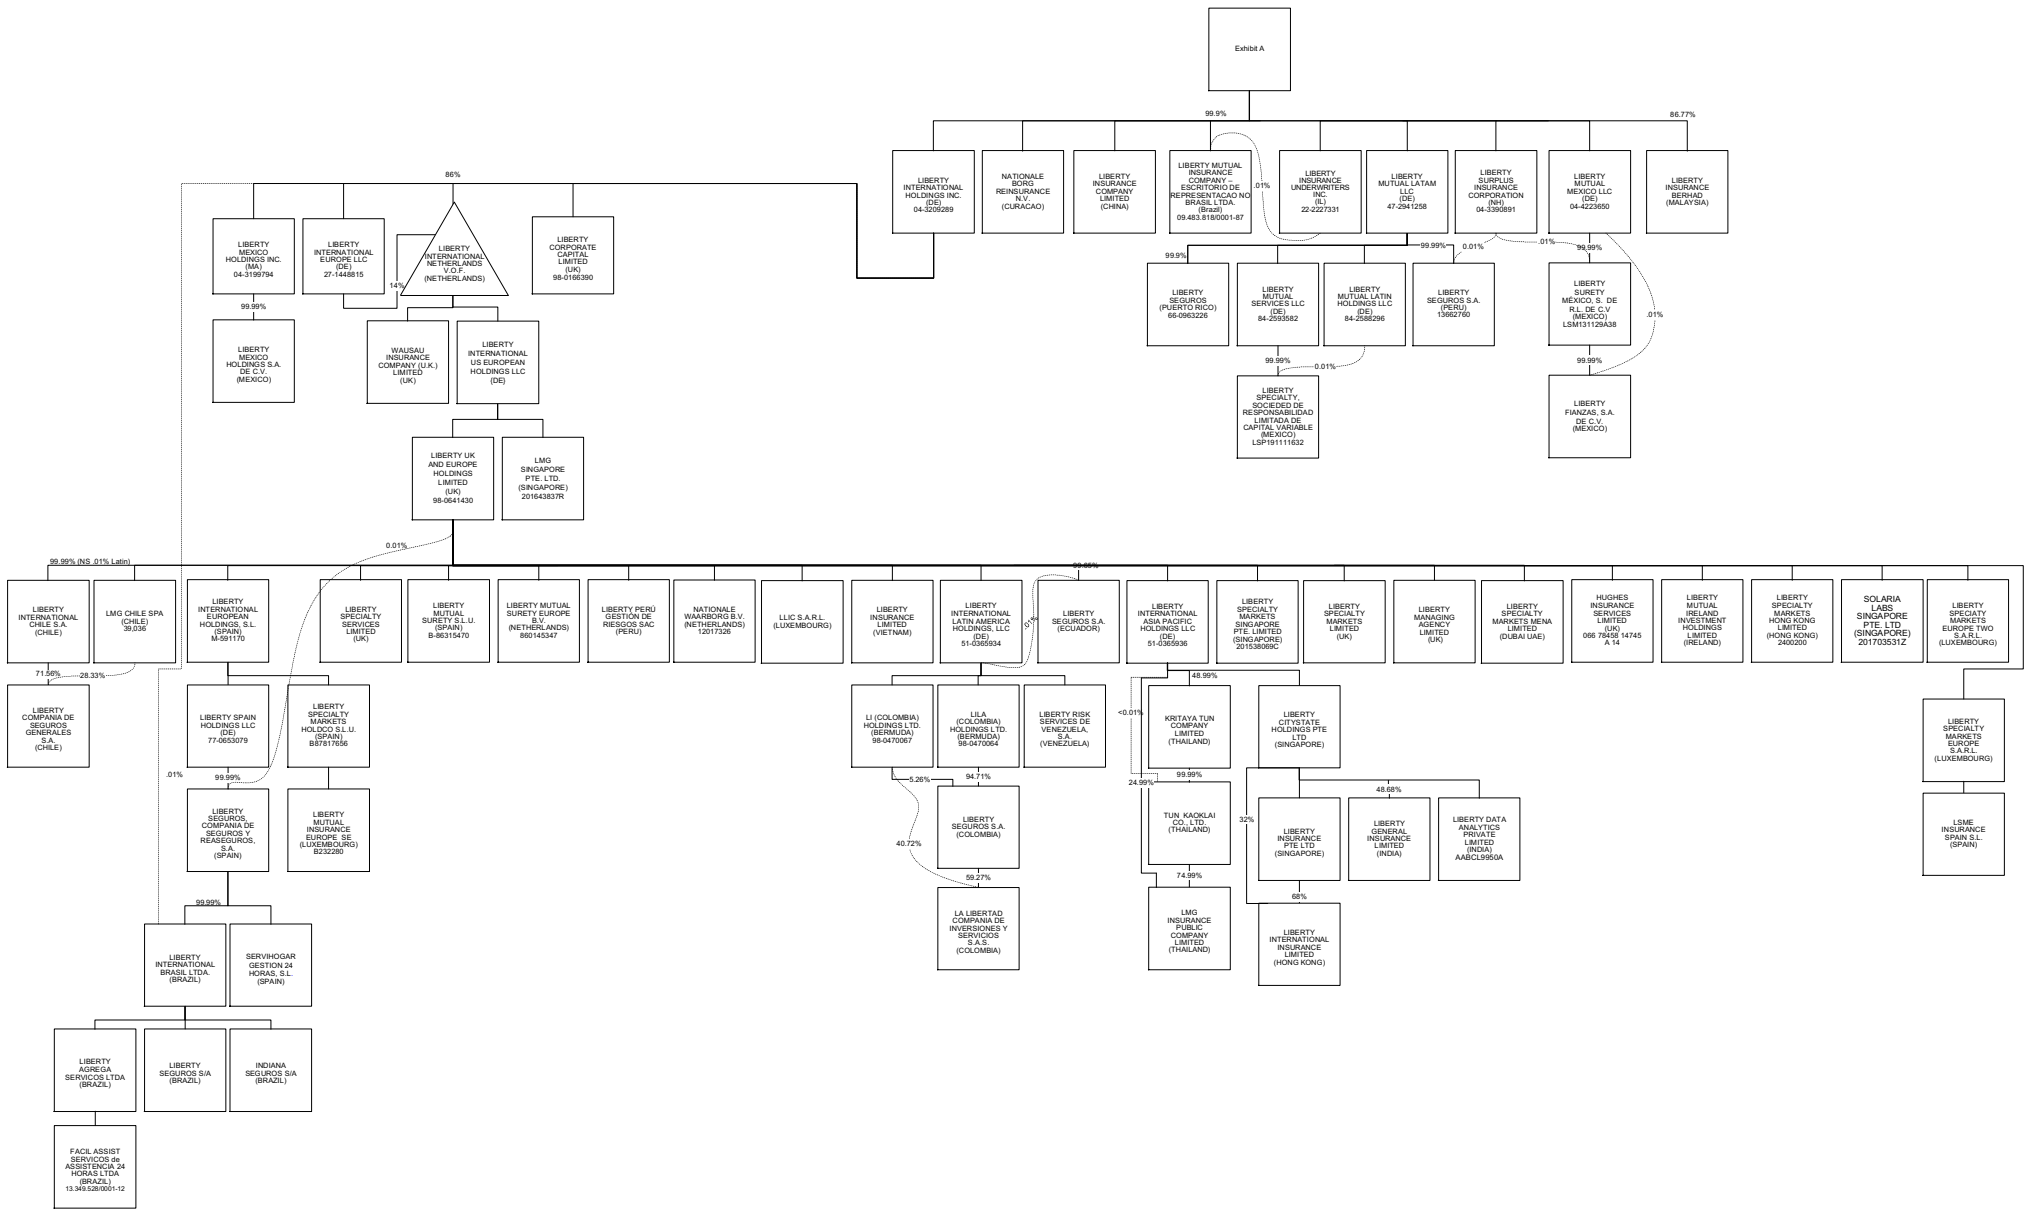 Exhibit A
99.9%
86.77%
LIBERTY
INTERNATIONAL
HOLDINGS INC.
(DE)
04-3209289
NATIONALE
BORG
REINSURANCE
N.V.
(CURACAO)
LIBERTY
INSURANCE
COMPANY
LIMITED
(CHINA)
LIBERTY MUTUAL
INSURANCE
COMPANY –
ESCRITORIO DE
REPRESENTACAO NO
BRASIL LTDA.
(Brazil)
09.483.818/0001-87
.01%
LIBERTY
INSURANCE
UNDERWRITERS
INC.
(IL)
22-2227331
LIBERTY
MUTUAL LATAM
LLC
(DE)
47-2941258
LIBERTY
SURPLUS
INSURANCE
CORPORATION
(NH)
04-3390891
LIBERTY
MUTUAL
MEXICO LLC
(DE)
04-4223650
LIBERTY
INSURANCE BERHAD
(MALAYSIA)
86%
LIBERTY
MEXICO
HOLDINGS INC.
(MA)
04-3199794
LIBERTY
INTERNATIONAL
EUROPE LLC
(DE)
27-1448815
14%
LIBERTY
INTERNATIONAL
NETHERLANDS
V.O.F.
(NETHERLANDS)
LIBERTY
CORPORATE
CAPITAL
LIMITED
(UK)
98-0166390
99.9%
99.99%
0.01%
.01%
99.99%
LIBERTY
SEGUROS
(PUERTO RICO)
66-0963226
LIBERTY
MUTUAL
SERVICES LLC
(DE)
84-2593582
LIBERTY
MUTUAL LATIN
HOLDINGS LLC
(DE)
84-2588296
LIBERTY
SEGUROS S.A.
(PERU)
13662760
LIBERTY
SURETY
MÉXICO, S. DE
R.L. DE C.V
(MEXICO)
LSM131129A38
.01%
99.99%
LIBERTY
MEXICO
HOLDINGS S.A.
DE C.V.
(MEXICO)
WAUSAU
INSURANCE
COMPANY (U.K.)
LIMITED
(UK)
LIBERTY
INTERNATIONAL
US EUROPEAN
HOLDINGS LLC
(DE)
99.99%
0.01%
99.99%
LIBERTY
SPECIALTY,
SOCIEDED DE
RESPONSABILIDAD
LIMITADA DE
CAPITAL VARIABLE
(MEXICO)
LSP191111632
LIBERTY
FIANZAS, S.A.
DE C.V.
(MEXICO)
LIBERTY UK
AND EUROPE
HOLDINGS
LIMITED
(UK)
98-0641430
LMG
SINGAPORE
PTE. LTD.
(SINGAPORE)
201643837R
0.01%
99.99% (NS .01% Latin)
99.65%
LIBERTY
INTERNATIONAL
CHILE S.A.
(CHILE)
LMG CHILE SPA
(CHILE)
39,036
LIBERTY
INTERNATIONAL
EUROPEAN
HOLDINGS, S.L.
(SPAIN)
M-591170
LIBERTY
SPECIALTY
SERVICES
LIMITED
(UK)
LIBERTY
MUTUAL
SURETY S.L.U.
(SPAIN)
B-86315470
LIBERTY MUTUAL
SURETY EUROPE
B.V.
(NETHERLANDS)
860145347
LIBERTY PERÚ
GESTIÓN DE
RIESGOS SAC
(PERU)
NATIONALE
WAARBORG B.V.
(NETHERLANDS)
12017326
LLIC S.A.R.L.
(LUXEMBOURG)
LIBERTY
INSURANCE
LIMITED
(VIETNAM)
LIBERTY
INTERNATIONAL
LATIN AMERICA
HOLDINGS, LLC
(DE)
51-0365934
.01%
LIBERTY
SEGUROS S.A.
(ECUADOR)
LIBERTY
INTERNATIONAL
ASIA PACIFIC
HOLDINGS LLC
(DE)
51-0365936
LIBERTY
SPECIALTY
MARKETS
SINGAPORE
PTE. LIMITED
(SINGAPORE)
201538069C
LIBERTY
SPECIALTY
MARKETS
LIMITED
(UK)
LIBERTY
MANAGING
AGENCY
LIMITED
(UK)
LIBERTY
SPECIALTY
MARKETS MENA
LIMITED
(DUBAI UAE)
HUGHES
INSURANCE
SERVICES
LIMITED
(UK)
066 78458 14745
A 14
LIBERTY
MUTUAL
IRELAND
INVESTMENT
HOLDINGS
LIMITED
(IRELAND)
LIBERTY
SPECIALTY
MARKETS
HONG KONG
LIMITED
(HONG KONG)
2400200
SOLARIA
LABS
SINGAPORE
PTE. LTD
(SINGAPORE)
201703531Z
LIBERTY
SPECIALTY
MARKETS
EUROPE TWO
S.A.R.L.
(LUXEMBOURG)
71.56%
28.33%
LIBERTY
COMPANIA DE
SEGUROS
GENERALES
S.A.
(CHILE)
LIBERTY SPAIN
HOLDINGS LLC
(DE)
77-0653079
LIBERTY
SPECIALTY
MARKETS
HOLDCO S.L.U.
(SPAIN)
B87817656
LI (COLOMBIA)
HOLDINGS LTD.
(BERMUDA)
98-0470067
LILA
(COLOMBIA)
HOLDINGS LTD.
(BERMUDA)
98-0470064
LIBERTY RISK
SERVICES DE
VENEZUELA,
S.A.
(VENEZUELA)
48.99%
<0.01%
KRITAYA TUN
COMPANY
LIMITED
(THAILAND)
LIBERTY
CITYSTATE
HOLDINGS PTE
LTD
(SINGAPORE)
LIBERTY
SPECIALTY
MARKETS
EUROPE
S.A.R.L.
(LUXEMBOURG)
.01%
99.99%
5.26%
94.71%
24.99%
99.99%
48.68%
LIBERTY
SEGUROS,
COMPANIA DE
SEGUROS Y
REASEGUROS,
S.A.
(SPAIN)
LIBERTY
MUTUAL
INSURANCE
EUROPE SE
(LUXEMBOURG)
B232280
40.72%
LIBERTY
SEGUROS S.A.
(COLOMBIA)
TUN KAOKLAI
CO., LTD.
(THAILAND)
32%
LIBERTY
INSURANCE
PTE LTD
(SINGAPORE)
LIBERTY
GENERAL
INSURANCE
LIMITED
(INDIA)
LIBERTY DATA
ANALYTICS
PRIVATE
LIMITED
(INDIA)
AABCL9950A
LSME
INSURANCE
SPAIN S.L.
(SPAIN)
59.27%
74.99%
68%
99.99%
LA LIBERTAD
COMPANIA DE
INVERSIONES Y
SERVICIOS
S.A.S.
(COLOMBIA)
LMG
INSURANCE
PUBLIC
COMPANY
LIMITED
(THAILAND)
LIBERTY
INTERNATIONAL
INSURANCE
LIMITED
(HONG KONG)
LIBERTY
INTERNATIONAL
BRASIL LTDA.
(BRAZIL)
SERVIHOGAR
GESTION 24
HORAS, S.L.
(SPAIN)
LIBERTY
AGREGA
SERVICOS LTDA
(BRAZIL)
LIBERTY
SEGUROS S/A
(BRAZIL)
INDIANA
SEGUROS S/A
(BRAZIL)
FACIL ASSIST
SERVICOS de
ASSISTENCIA 24
HORAS LTDA
(BRAZIL)
13.349.528/0001-12